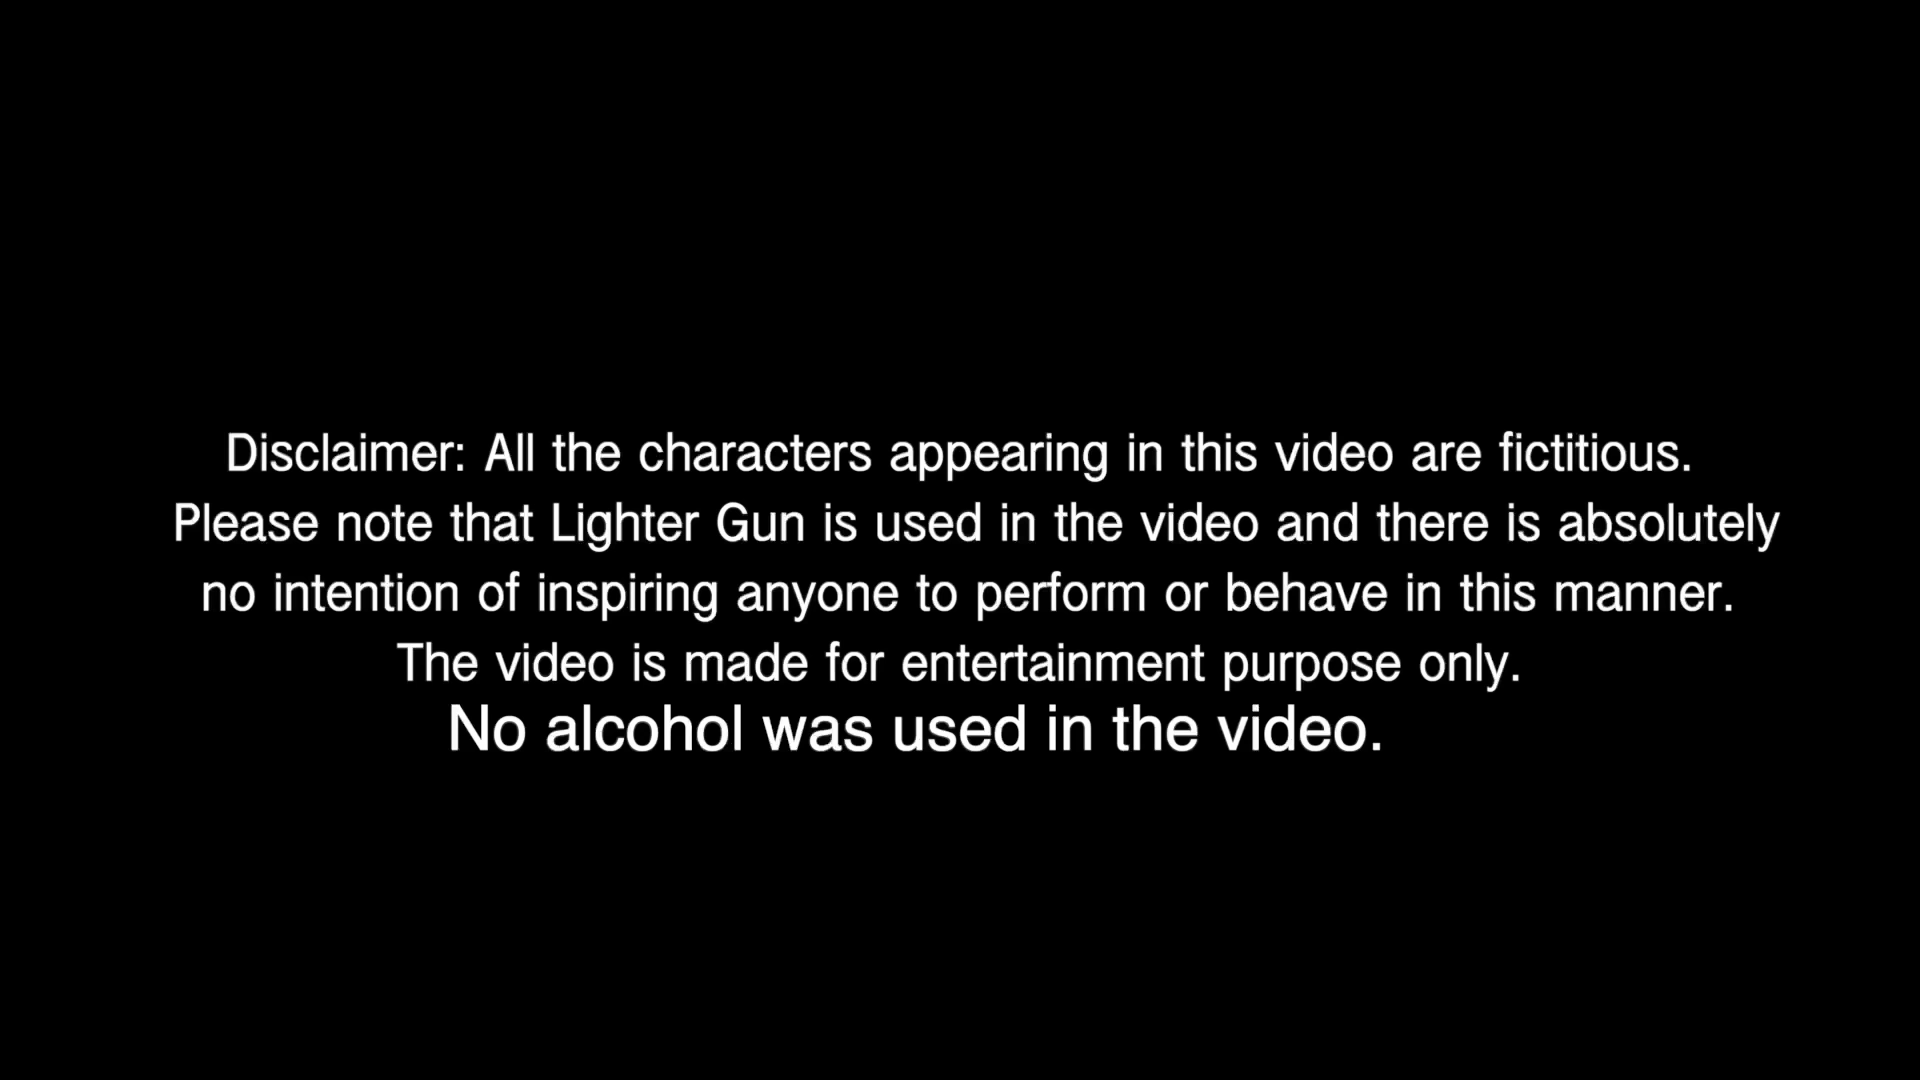 Disclaimer: All the characters appearing in this video are fictitious.
Please note that Lighter Gun is used in the video and there is absolutely
no intention of inspiring anyone to perform or behave in this manner.
The video is made for entertainment purpose only.
No alcohol was used in the video.